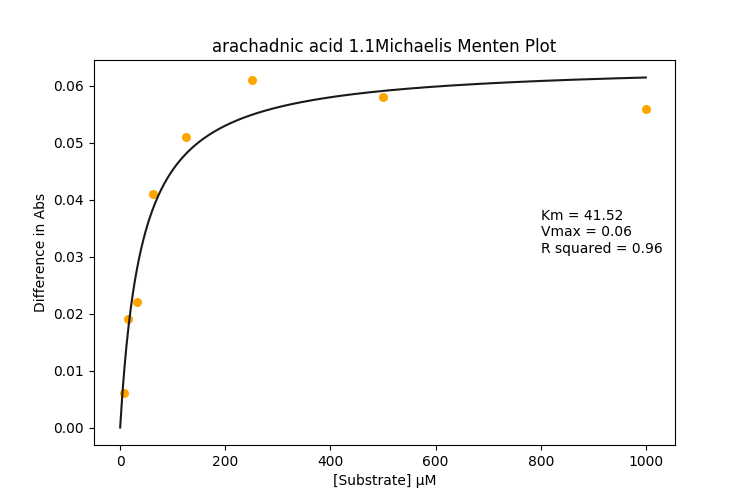 arachadnic acid 1.1Michaelis Menten Plot
0.06
0.05
0.04
0.03
0.02
0.01
0.00
Difference in Abs
Km = 41.52
Vmax = 0.06
R squared = 0.96
0 200 400 600 800 1000
[Substrate] μM